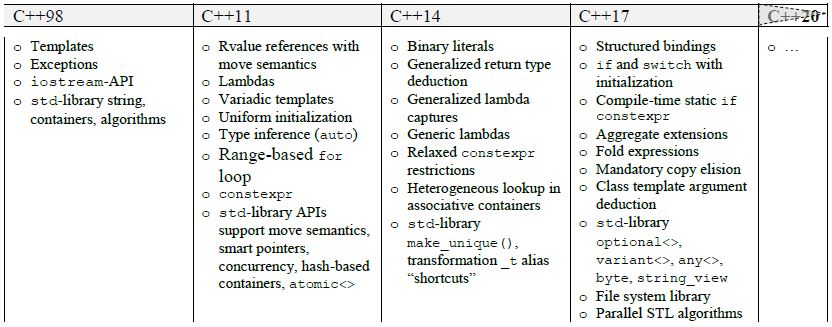 C++98
C++11
C++14
C++17
C++20
o Templates
o Exceptions
o iostream-API
o std-library string,
containers, algorithms
o Rvalue references with
move semantics
o Lambdas
o Variadic templates
o Uniform initialization
o Type inference (auto)
o Range-based for
loop
o constexpr
o std-library APIs
support move semantics,
smart pointers,
concurrency, hash-based
containers, atomic<>
o Binary literals
o Generalized return type
deduction
o Generalized lambda
captures
o Generic lambdas
o Relaxed constexpr
restrictions
o Heterogeneous lookup in
associative containers
o std-library
make_unique(),
transformation _t alias
“shortcuts”
o Structured bindings
o if and switch with
initialization
o Compile-time static if
constexpr
o Aggregate extensions
o Fold expressions
o Mandatory copy elision
o Class template argument
deduction
o std-library
optional<>,
variant<>, any<>,
byte, string_view
o File system library
o Parallel STL algorithms
o ...